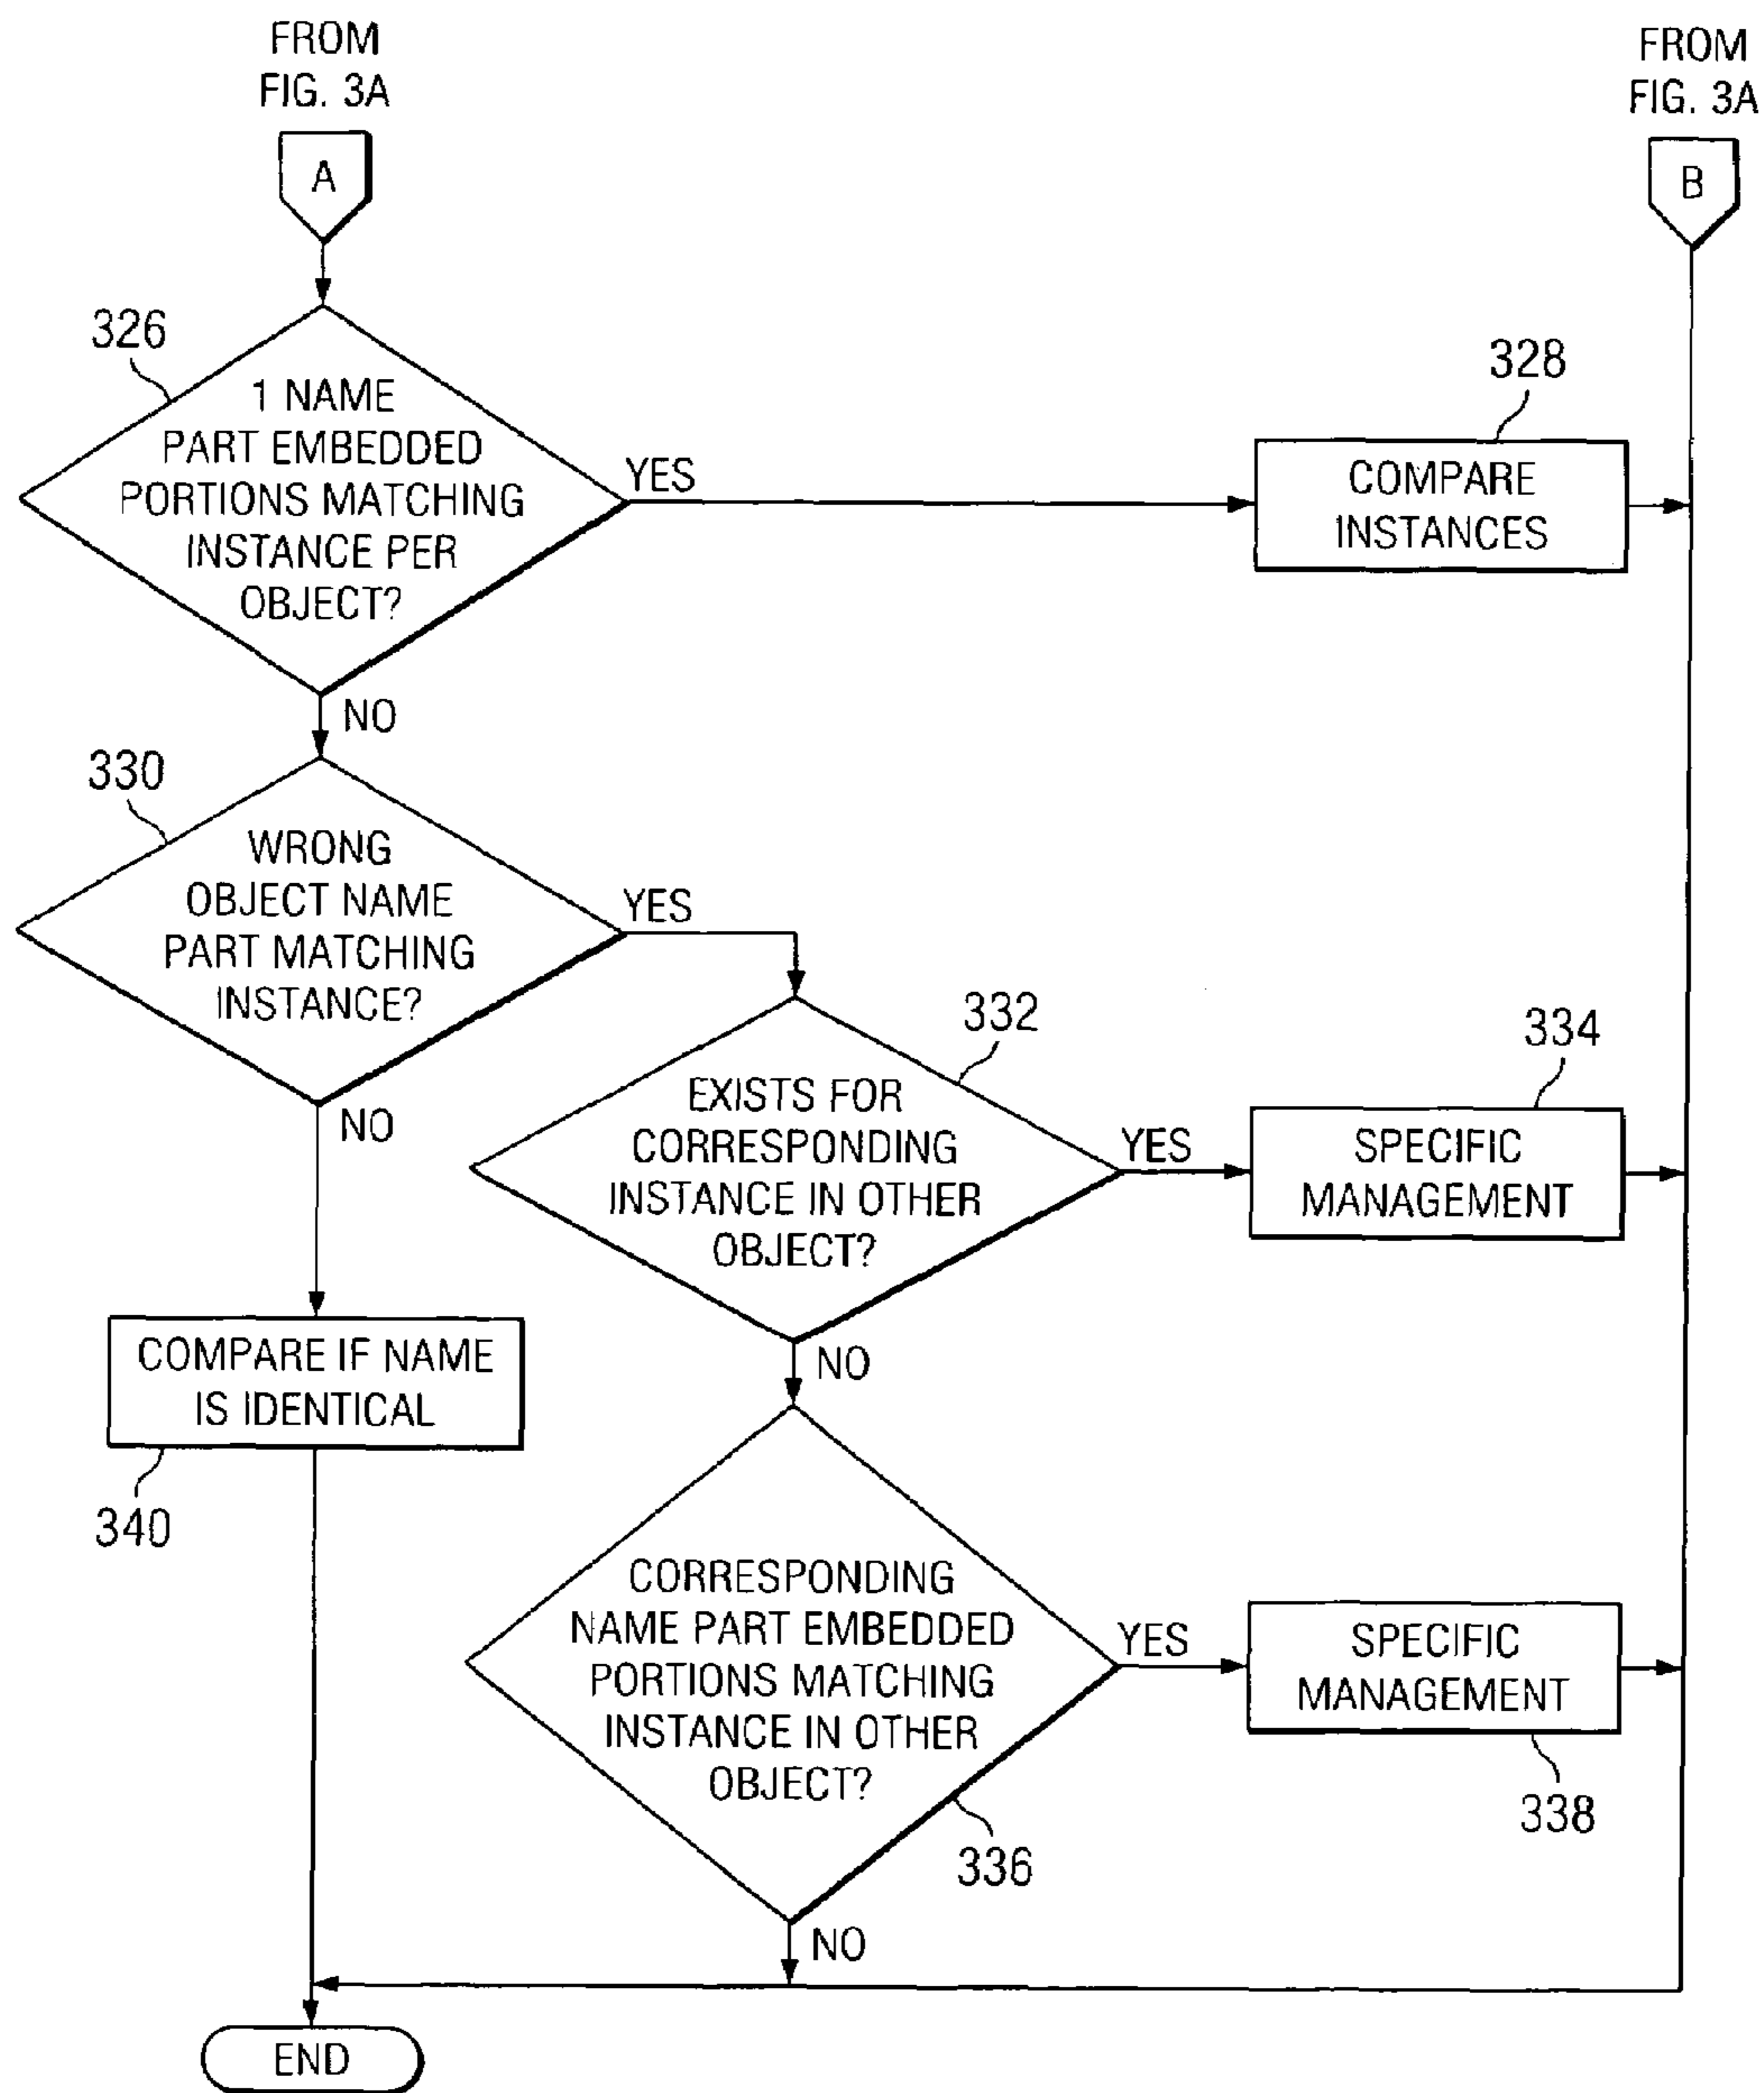 FROM
FIG. 3A
FROM
FIG. 3A
A
B
326
1 NAME
PART EMBEDDED
PORTIONS MATCHING
INSTANCE PER
OBJECT?
YES
328
COMPARE
INSTANCES
NO
330
WRONG
OBJECT NAME
PART MATCHING
INSTANCE?
YES
NO
332
EXISTS FOR
CORRESPONDING
INSTANCE IN OTHER
OBJECT?
YES
334
SPECIFIC
MANAGEMENT
NO
COMPARE IF NAME
IS IDENTICAL
340
CORRESPONDING
NAME PART EMBEDDED
PORTIONS MATCHING
INSTANCE IN OTHER
OBJECT?
336
YES
SPECIFIC
MANAGEMENT
338
NO
END